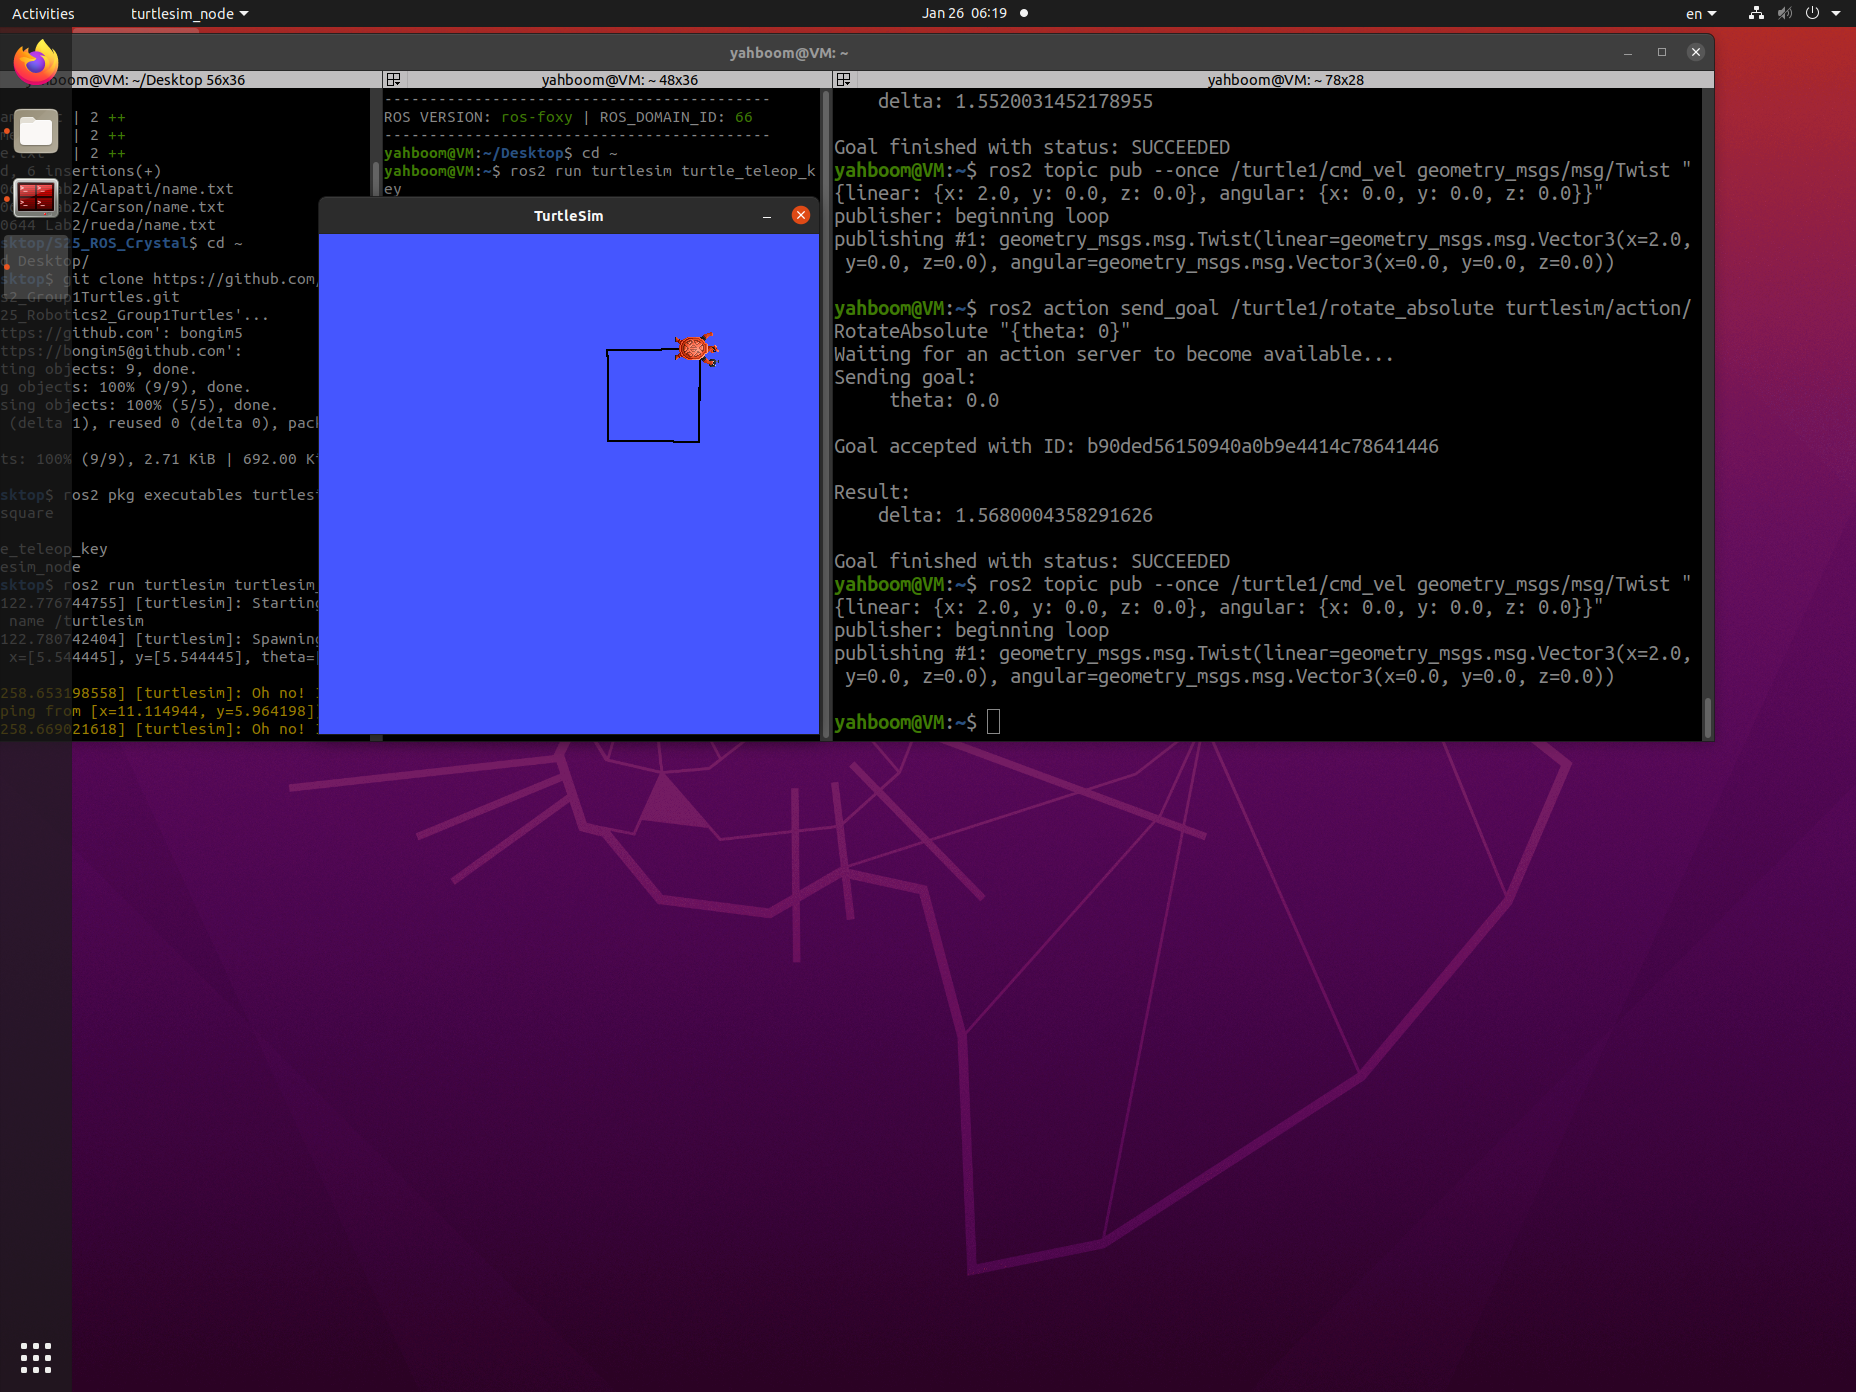 Activities
turtlesim_node
Jan 26 06:19
en
yahboom@VM: ~
boom@VM: ~/Desktop 56x36
| 2 ++
| 2 ++
| 2 ++
d, 6 insertions(+)
Lab2/Alapati/name.txt
Lab2/Carson/name.txt
0644 Lab2/rueda/name.txt
sktop/S25_ROS_Crystal$ cd ~
d Desktop/
sktop$ git clone https://github.com/
s2_Group1Turtles.git
25_Robotics2_Group1Turtles'...
ttps://github.com': bongim5
ttps://bongim5@github.com':
ting objects: 9, done.
g objects: 100% (9/9), done.
sing objects: 100% (5/5), done.
(delta 1), reused 0 (delta 0), pack
ts: 100% (9/9), 2.71 KiB | 692.00 Ki
sktop$ ros2 pkg executables turtles
square
e_teleop_key
esim_node
sktop$ ros2 run turtlesim turtlesim_
122.776744755] [turtlesim]: Starting
name /turtlesim
122.780742404] [turtlesim]: Spawning
x=[5.544445], y=[5.544445], theta=
258.653198558] [turtlesim]: Oh no!
ping from [x=11.114944, y=5.964198]
258.669021618] [turtlesim]: Oh no!
yahboom@VM: ~ 48x36
------------------------------------------
ROS VERSION: ros-foxy | ROS_DOMAIN_ID: 66
------------------------------------------
yahboom@VM:~/Desktop$ cd ~
yahboom@VM:~$ ros2 run turtlesim turtle_teleop_k
ey
TurtleSim
yahboom@VM: ~ 78x28
delta: 1.5520031452178955
Goal finished with status: SUCCEEDED
yahboom@VM:~$ ros2 topic pub --once /turtle1/cmd_vel geometry_msgs/msg/Twist "
{linear: {x: 2.0, y: 0.0, z: 0.0}, angular: {x: 0.0, y: 0.0, z: 0.0}}"
publisher: beginning loop
publishing #1: geometry_msgs.msg.Twist(linear=geometry_msgs.msg.Vector3(x=2.0,
y=0.0, z=0.0), angular=geometry_msgs.msg.Vector3(x=0.0, y=0.0, z=0.0))
yahboom@VM:~$ ros2 action send_goal /turtle1/rotate_absolute turtlesim/action/
RotateAbsolute "{theta: 0}"
Waiting for an action server to become available...
Sending goal:
theta: 0.0
Goal accepted with ID: b90ded56150940a0b9e4414c78641446
Result:
delta: 1.5680004358291626
Goal finished with status: SUCCEEDED
yahboom@VM:~$ ros2 topic pub --once /turtle1/cmd_vel geometry_msgs/msg/Twist "
{linear: {x: 2.0, y: 0.0, z: 0.0}, angular: {x: 0.0, y: 0.0, z: 0.0}}"
publisher: beginning loop
publishing #1: geometry_msgs.msg.Twist(linear=geometry_msgs.msg.Vector3(x=2.0,
y=0.0, z=0.0), angular=geometry_msgs.msg.Vector3(x=0.0, y=0.0, z=0.0))
yahboom@VM:~$